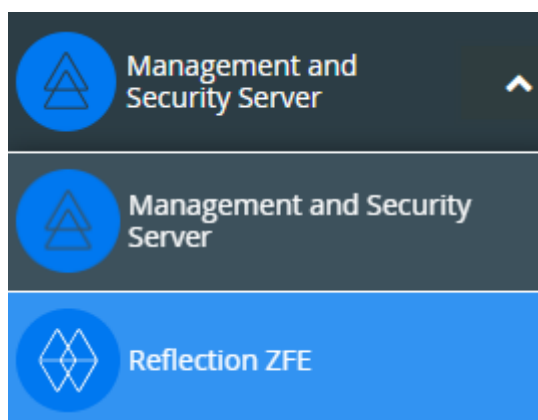 Management and
Security Server
Management and Security
Server
Reflection ZFE